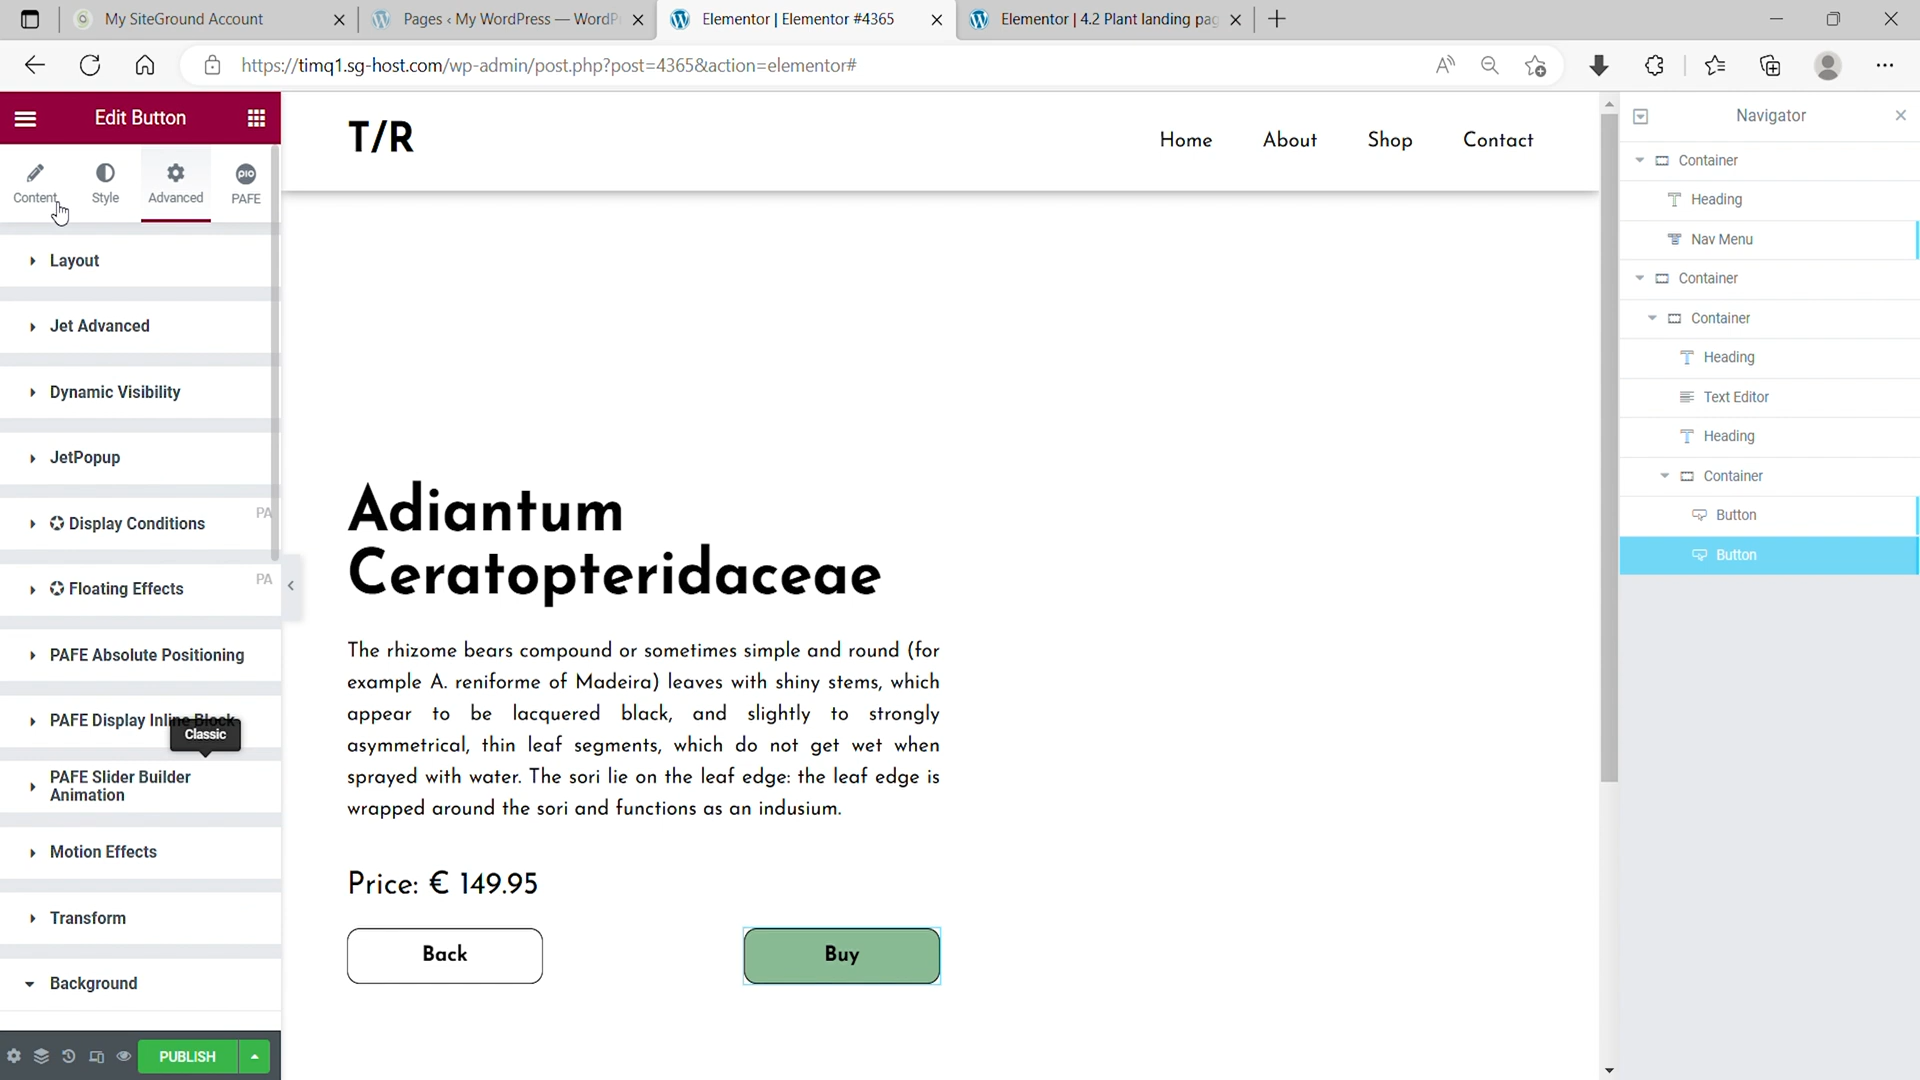 My SiteGround Account
Pages ‹ My WordPress — WordP
Elementor | Elementor #4365
Elementor | 4.2 Plant landing pag
https://timq1.sg-host.com/wp-admin/post.php?post=4365&action=elementor#
Edit Button
Content
Style
Advanced
PAFE
Layout
Jet Advanced
Dynamic Visibility
JetPopup
Display Conditions
PA
Floating Effects
PA
PAFE Absolute Positioning
PAFE Display Inline Block
Classic
PAFE Slider Builder
Animation
Motion Effects
Transform
Background
PUBLISH
T/R
Home
About
Shop
Contact
Adiantum
Ceratopteridaceae
The rhizome bears compound or sometimes simple and round (for
example A. reniforme of Madeira) leaves with shiny stems, which
appear to be lacquered black, and slightly to strongly
asymmetrical, thin leaf segments, which do not get wet when
sprayed with water. The sori lie on the leaf edge: the leaf edge is
wrapped around the sori and functions as an indusium.
Price: € 149.95
Back
Buy
Navigator
Container
Heading
Nav Menu
Container
Container
Heading
Text Editor
Heading
Container
Button
Button